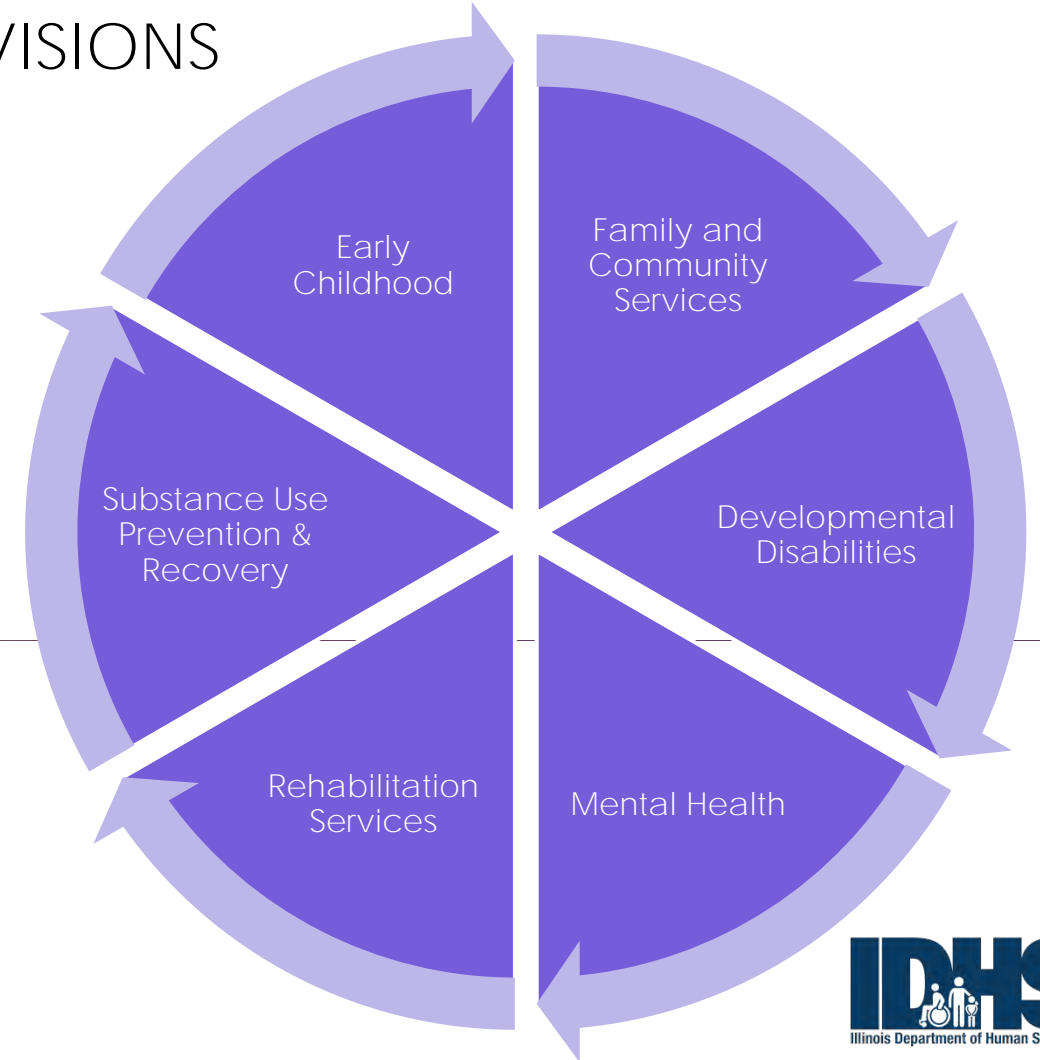 VISIONS
Early
Childhood
Family and
Community
Services
Developmental
Disabilities
Mental Health
Rehabilitation
Services
Substance Use
Prevention &
Recovery
IDHS
Illinois Department of Human S